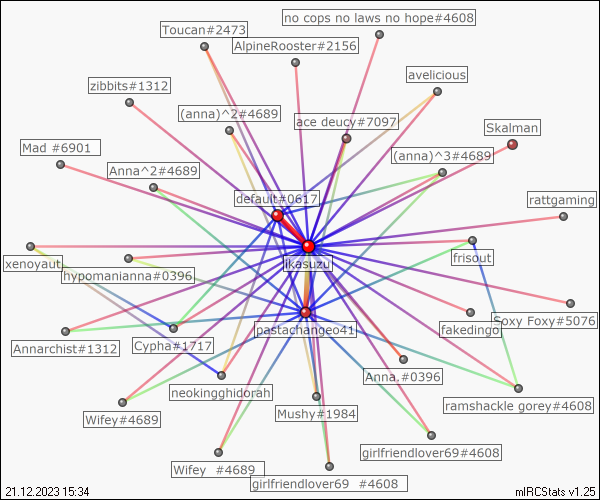 no cops no laws no hope#4608
Toucan#2473
AlpineRooster#2156
avelicious
zibbits#1312
(anna)^2#4689
ace deucy#7097
Skalman
Mad #6901
(anna)^3#4689
Anna^2#4689
default#0617
rattgaming
xenoyaut
hypomanianna#0396
ikasuzu
frisout
Annarchist#1312
Cypha#1717
pastachangeo41
fakedingo
Soxy Foxy#5076
neokingghidorah
Anna,#0396
Wifey#4689
Mushy#1984
ramshackle gorey#4608
Wifey #4689
girlfriendlover69#4608
girlfriendlover69 #4608
21.12.2023 15:34
mIRCStats v1.25